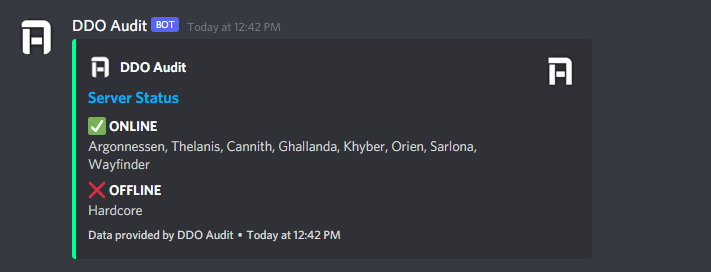 DDO Audit BOT Today at 12:42 PM
DDO Audit
Server Status
✅ ONLINE
Argonnessen, Thelanis, Cannith, Ghallanda, Khyber, Orien, Sarlona,
Wayfinder
❌ OFFLINE
Hardcore
Data provided by DDO Audit • Today at 12:42 PM